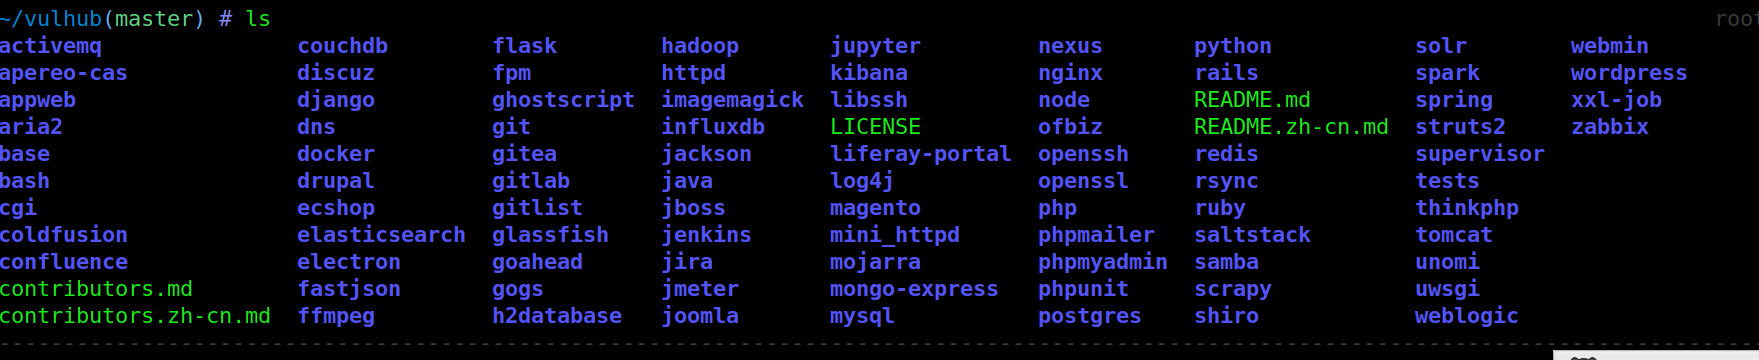 ~/vulhub(master) # ls root
activemq couchdb flask hadoop jupyter nexus python solr webmin
apereo-cas discuz fpm httpd kibana nginx rails spark wordpress
appweb django ghostscript imagemagick libssh node README.md spring xxl-job
aria2 dns git influxdb LICENSE ofbiz README.zh-cn.md struts2 zabbix
base docker gitea jackson liferay-portal openssh redis supervisor
bash drupal gitlab java log4j openssl rsync tests
cgi ecshop gitlist jboss magento php ruby thinkphp
coldfusion elasticsearch glassfish jenkins mini_httpd phpmailer saltstack tomcat
confluence electron goahead jira mojarra phpmyadmin samba unomi
contributors.md fastjson gogs jmeter mongo-express phpunit scrapy uwsgi
contributors.zh-cn.md ffmpeg h2database joomla mysql postgres shiro weblogic